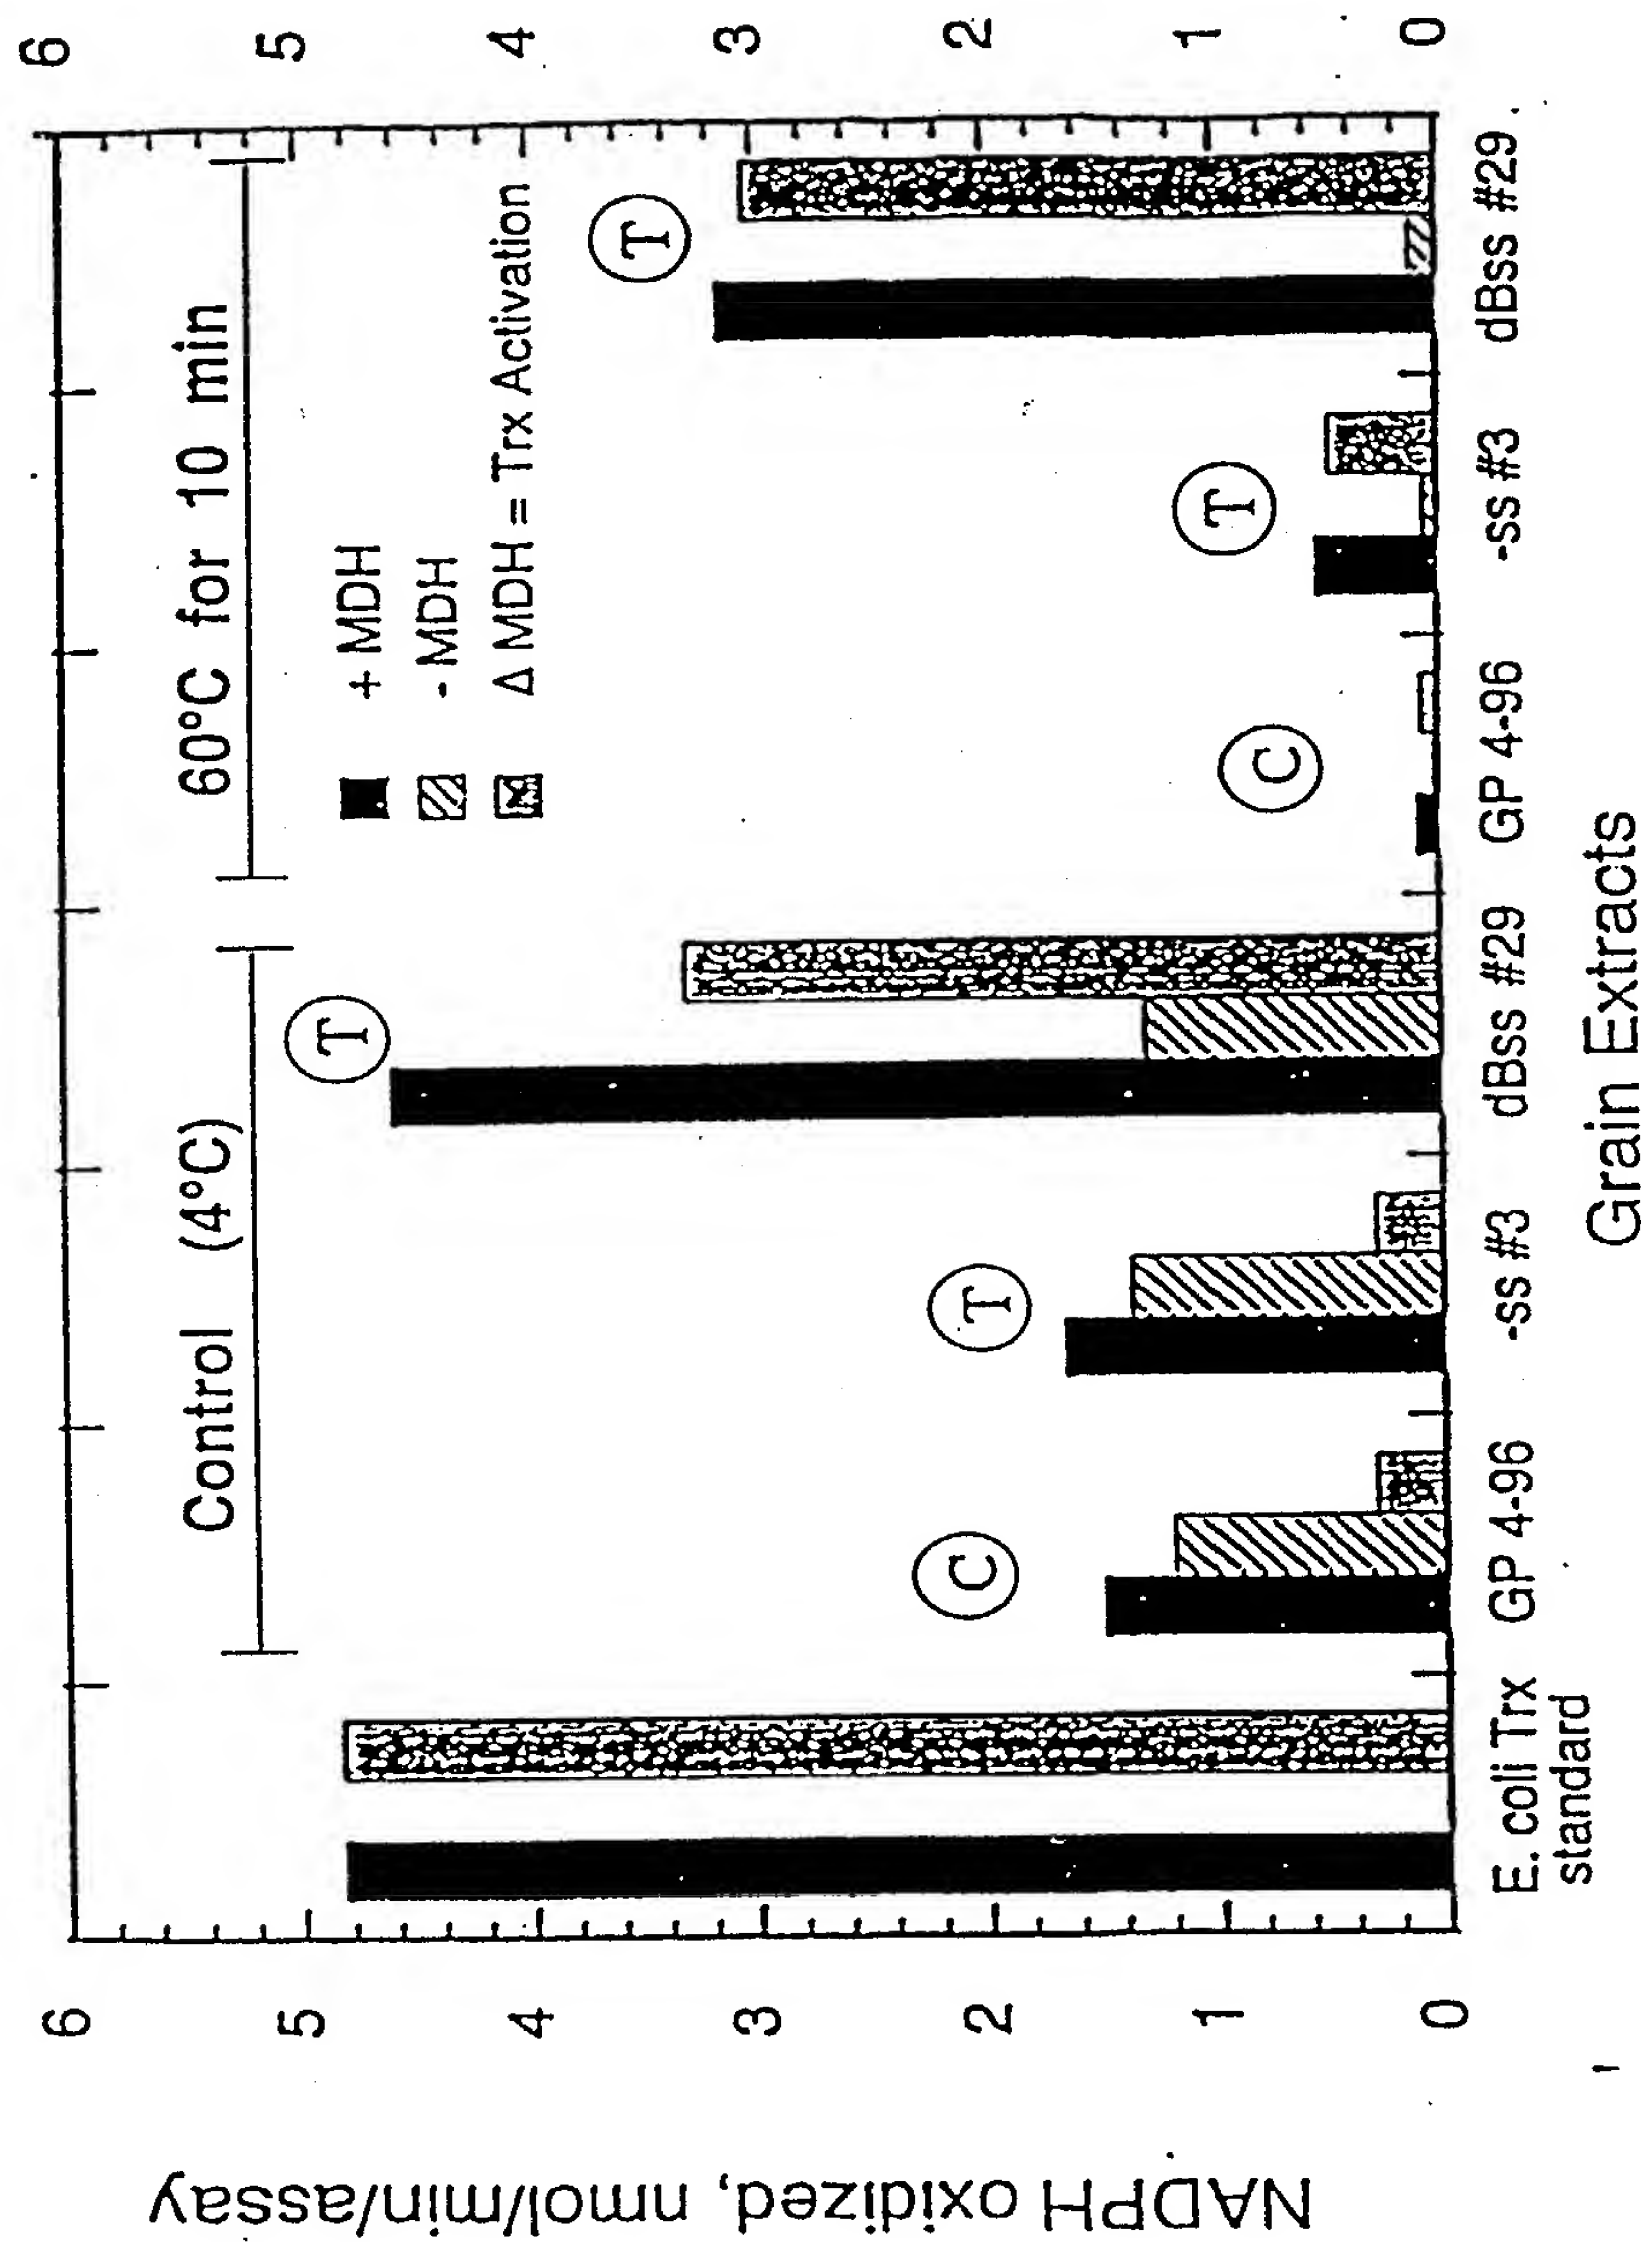 NADPH oxidized, nmol/min/assay
6
5
4
3
2
1
0
Control (4°C)
60°C for 10 min
+ MDH
- MDH
Δ MDH = Trx Activation
C
T
T
C
T
T
6
5
4
3
2
1
0
E. coli Trx
standard
GP 4-96
-ss #3
dBss #29
GP 4-96
-ss #3
dBss #29
Grain Extracts